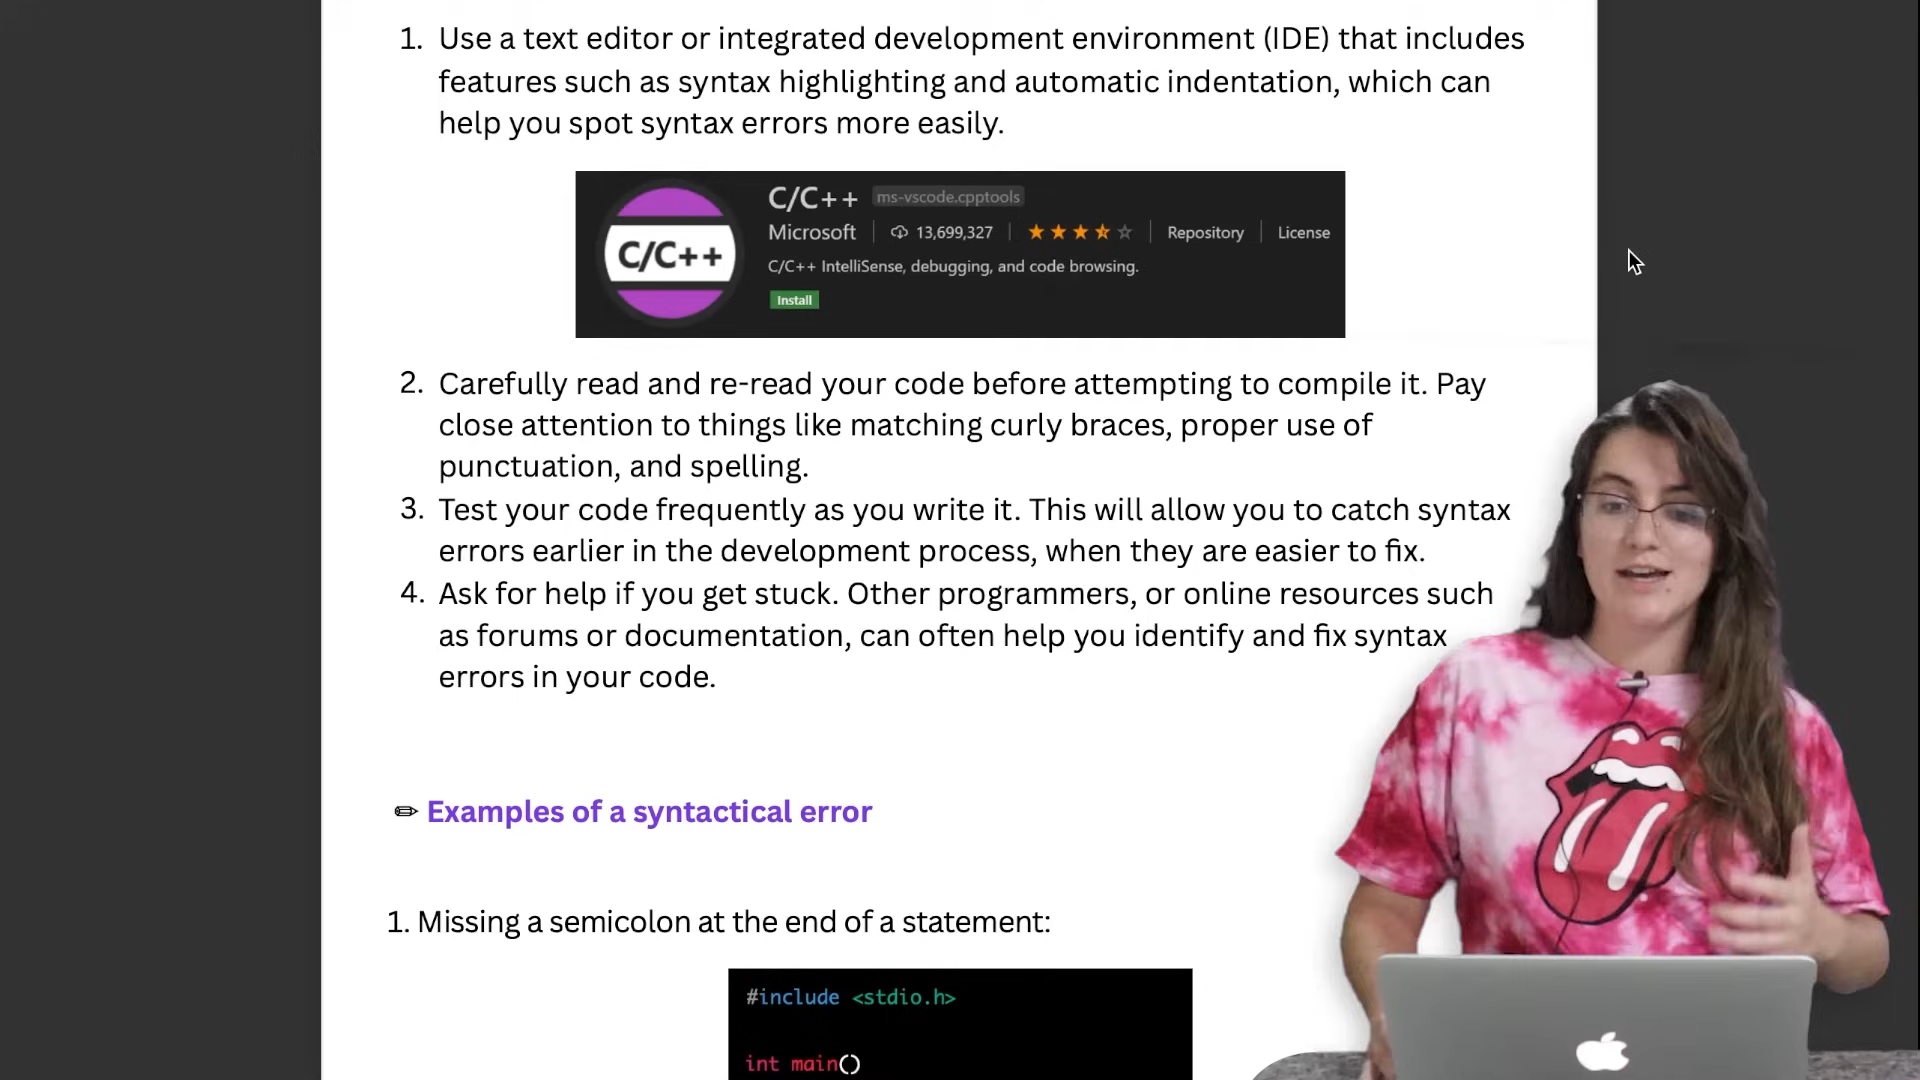 1. Use a text editor or integrated development environment (IDE) that includes
features such as syntax highlighting and automatic indentation, which can
help you spot syntax errors more easily.
C/C++
C/C++ ms-vscode.cpptools
Microsoft 13,699,327 Repository License
C/C++ IntelliSense, debugging, and code browsing.
Install
2. Carefully read and re-read your code before attempting to compile it. Pay
close attention to things like matching curly braces, proper use of
punctuation, and spelling.
3. Test your code frequently as you write it. This will allow you to catch syntax
errors earlier in the development process, when they are easier to fix.
4. Ask for help if you get stuck. Other programmers, or online resources such
as forums or documentation, can often help you identify and fix syntax
errors in your code.
✏ Examples of a syntactical error
1. Missing a semicolon at the end of a statement:
#include <stdio.h>
int main()